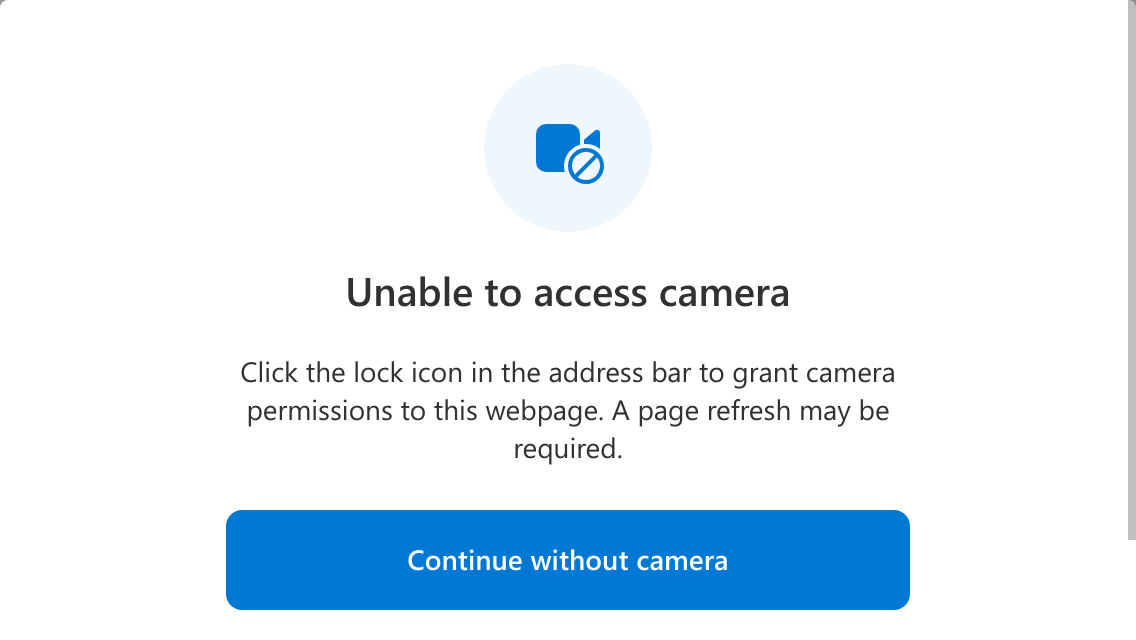 Unable to access camera
Click the lock icon in the address bar to grant camera
permissions to this webpage. A page refresh may be
required.
Continue without camera